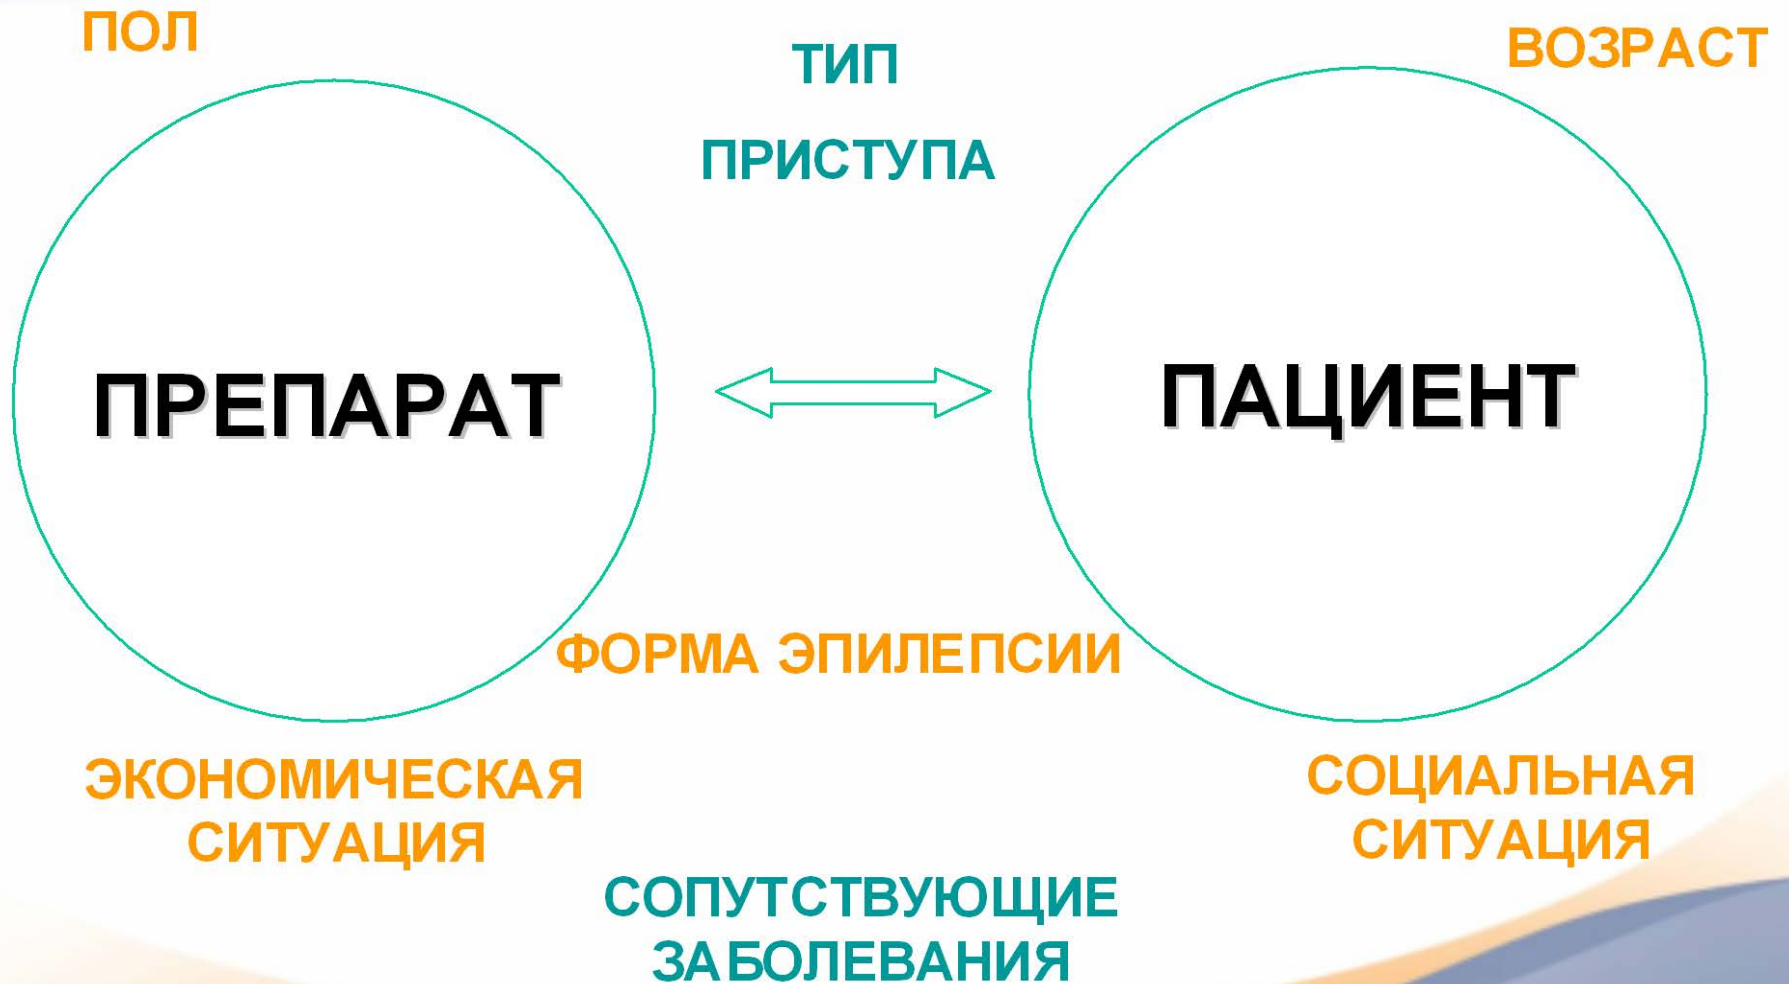 ПОЛ
ТИП
ПРИСТУПА
ВОЗРАСТ
ПРЕПАРАТ
ПАЦИЕНТ
ФОРМА ЭПИЛЕПСИИ
ЭКОНОМИЧЕСКАЯ
СИТУАЦИЯ
СОЦИАЛЬНАЯ
СИТУАЦИЯ
СОПУТСТВУЮЩИЕ
ЗАБОЛЕВАНИЯ